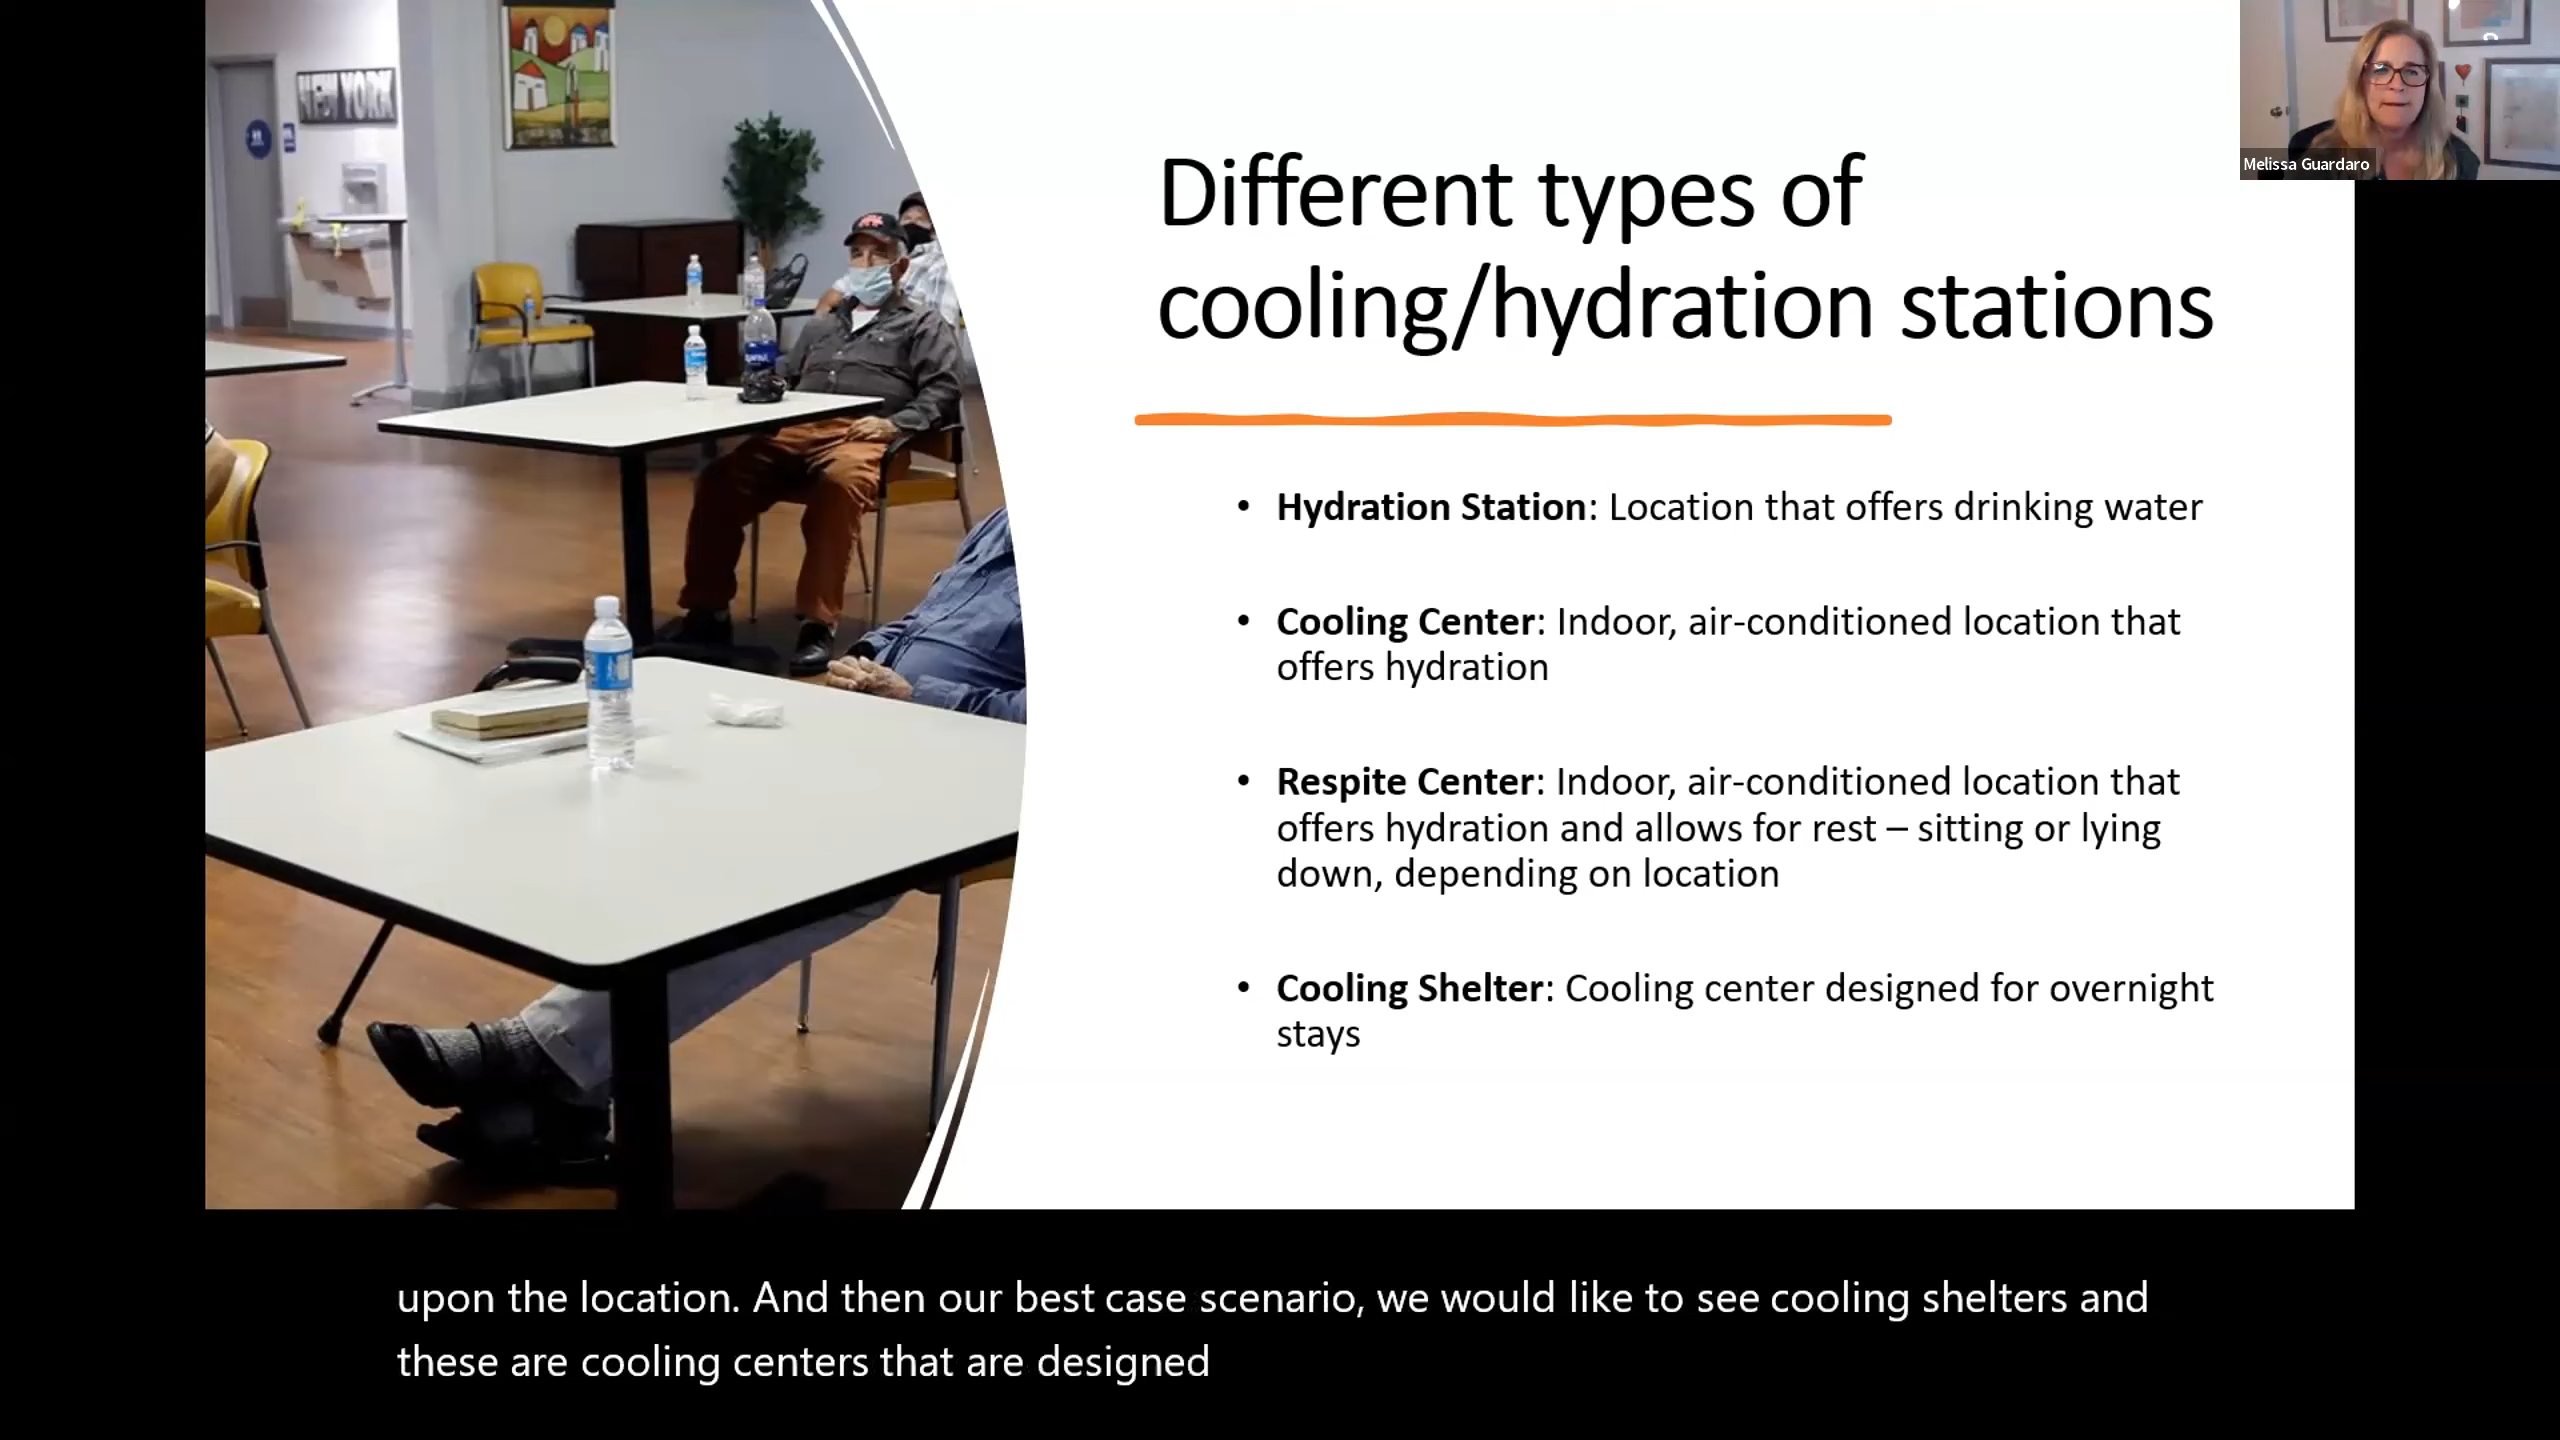 NEW YORK
Melissa Guardaro
Different types of
cooling/hydration stations
• Hydration Station: Location that offers drinking water
• Cooling Center: Indoor, air-conditioned location that
offers hydration
• Respite Center: Indoor, air-conditioned location that
offers hydration and allows for rest – sitting or lying
down, depending on location
• Cooling Shelter: Cooling center designed for overnight
stays
upon the location. And then our best case scenario, we would like to see cooling shelters and
these are cooling centers that are designed